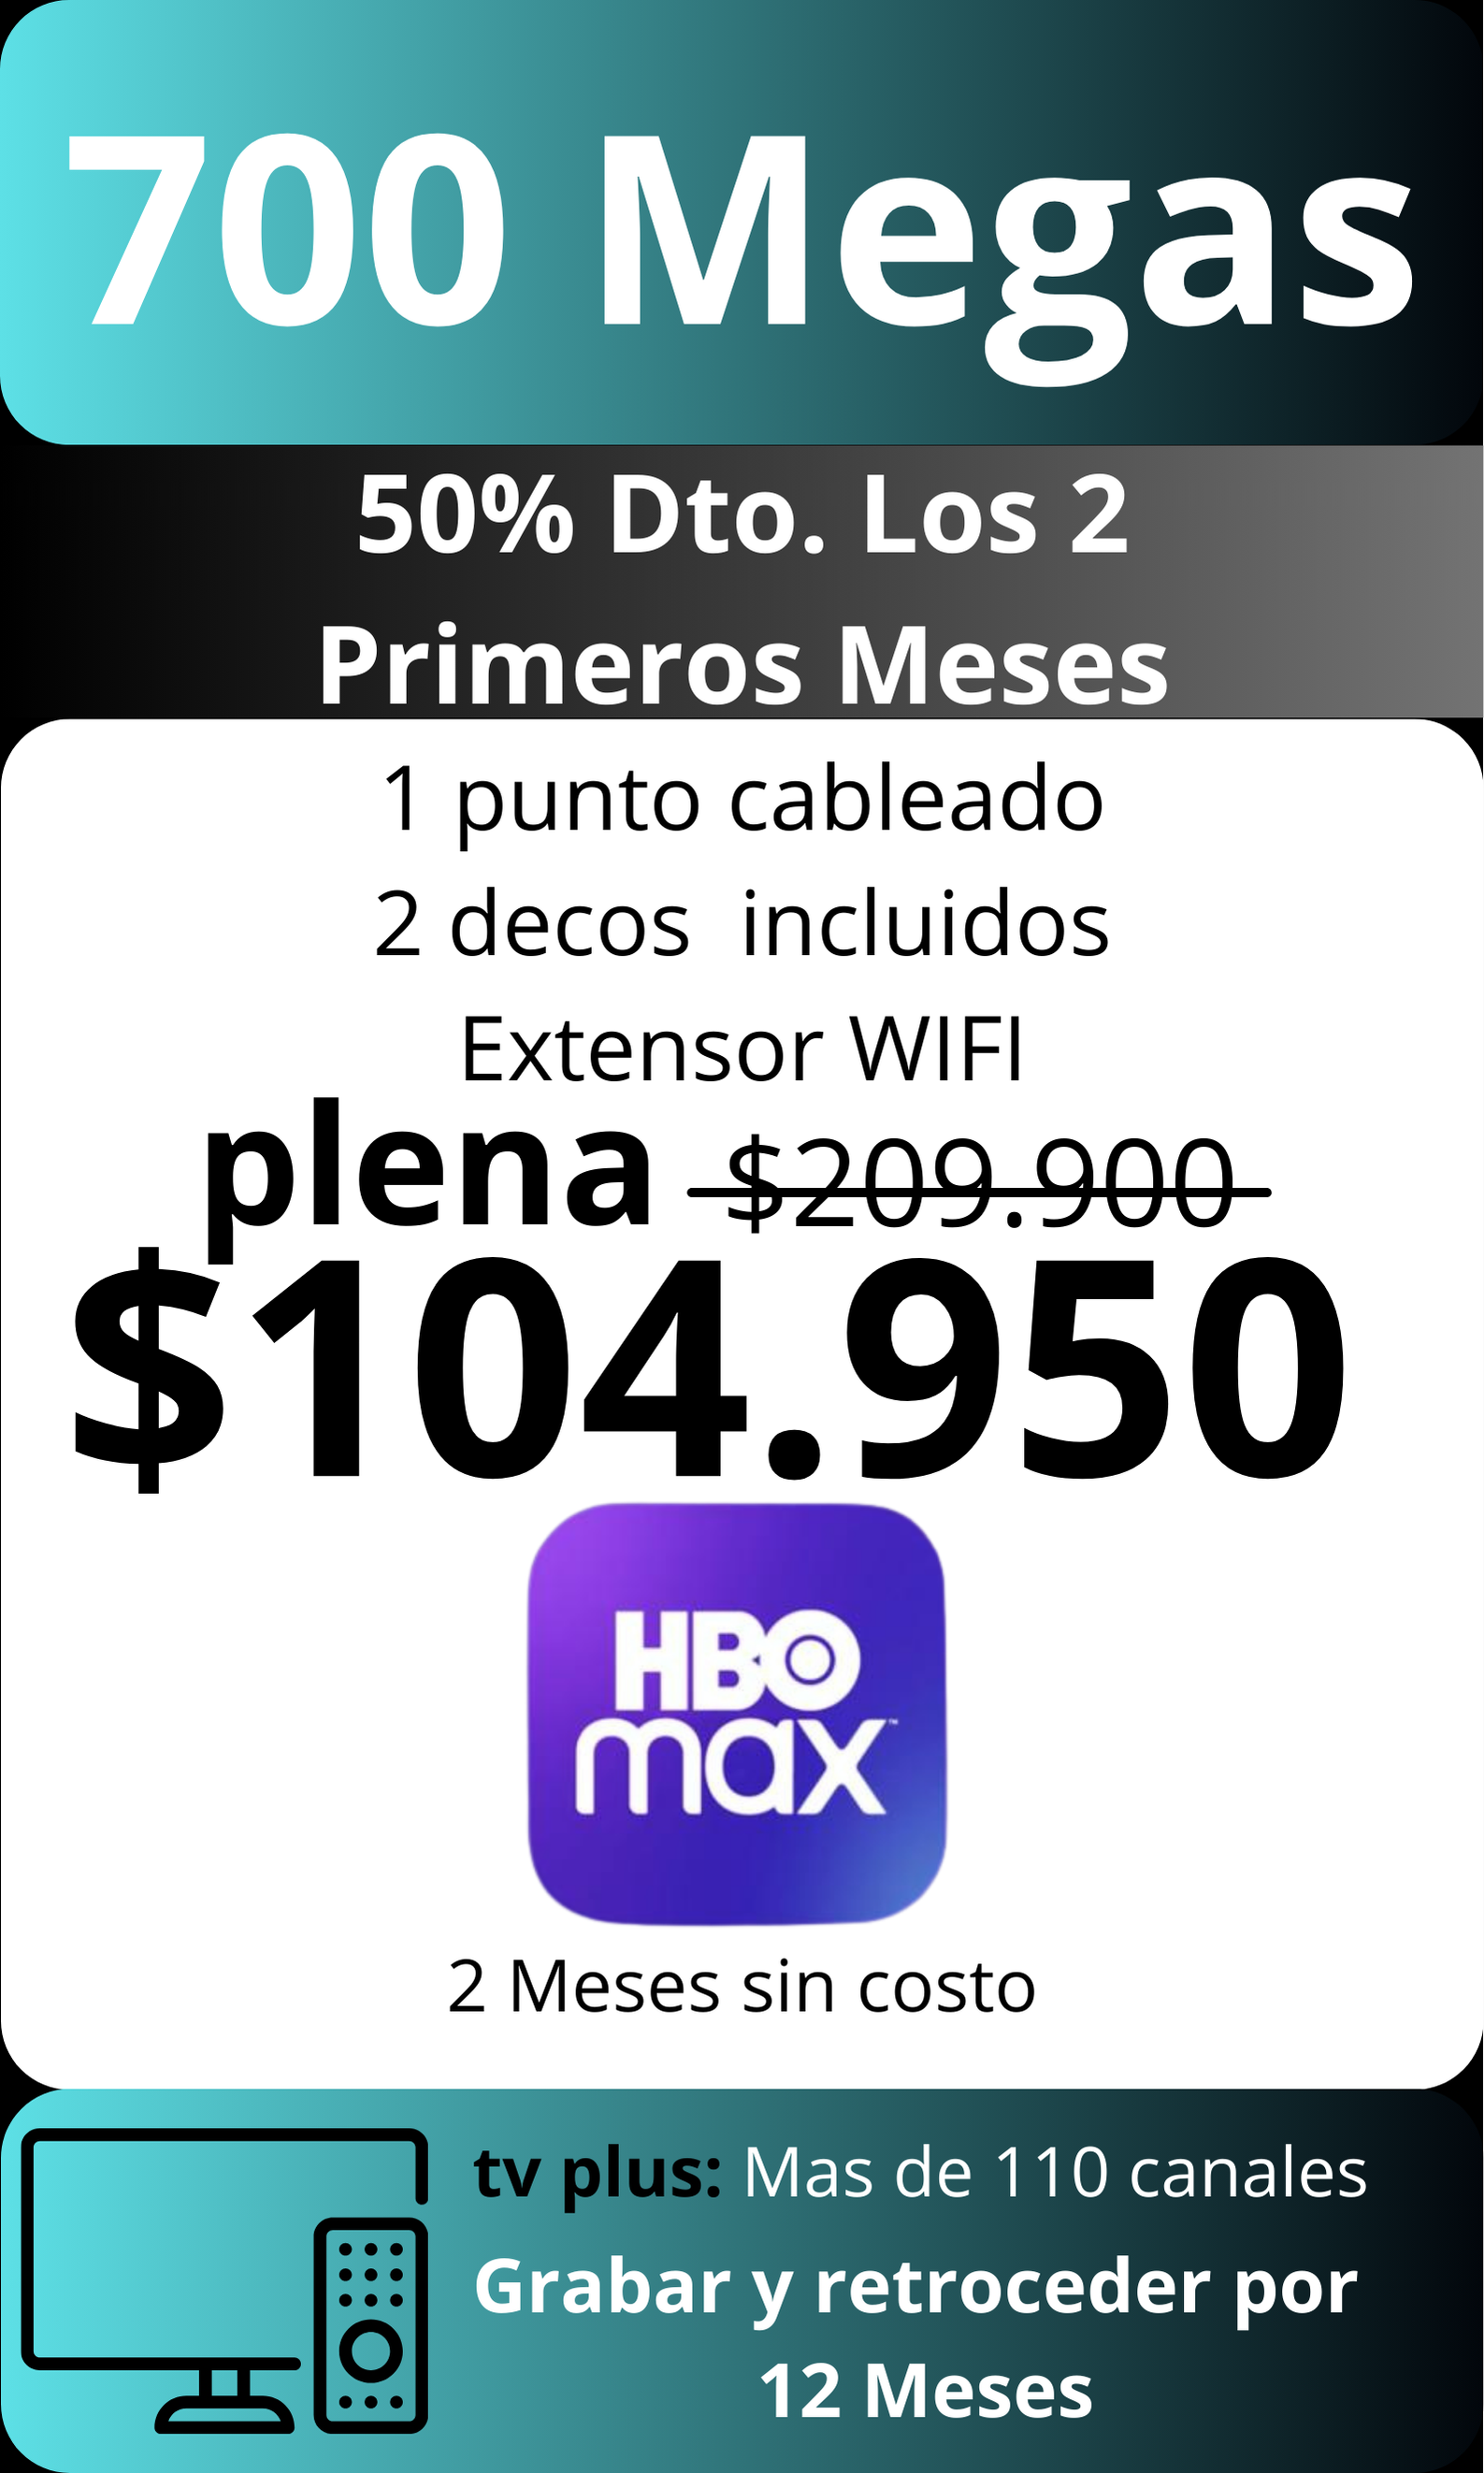 700 Megas
50% Dto. Los 2
Primeros Meses
1 punto cableado
2 decos incluidos
Extensor WIFI
plena $209.900
$104.950
HBO
max™
2 Meses sin costo
tv plus: Mas de 110 canales
Grabar y retroceder por
12 Meses